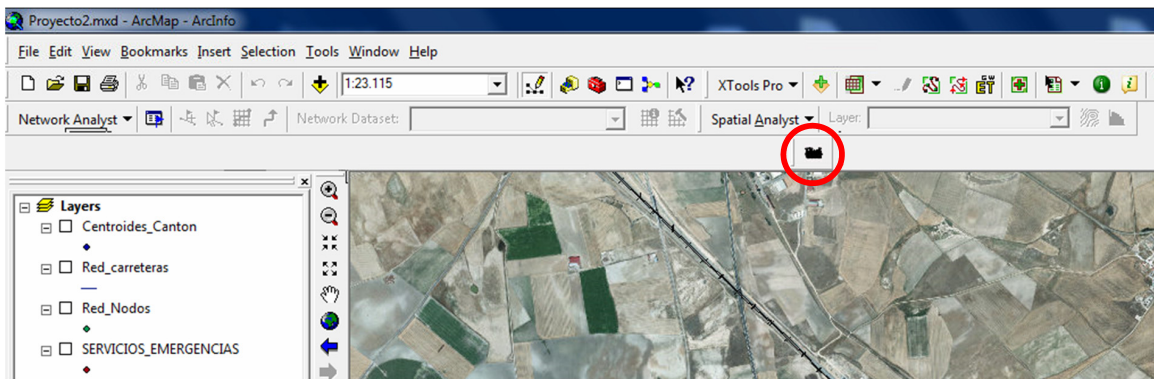 Proyecto2.mxd - ArcMap - ArcInfo
File Edit View Bookmarks Insert Selection Tools Window Help
1:23.115 XTools Pro
Network Analyst Network Dataset: Spatial Analyst Layer:
Layers
Centroides_Canton
Red_carreteras
Red_Nodos
SERVICIOS_EMERGENCIAS